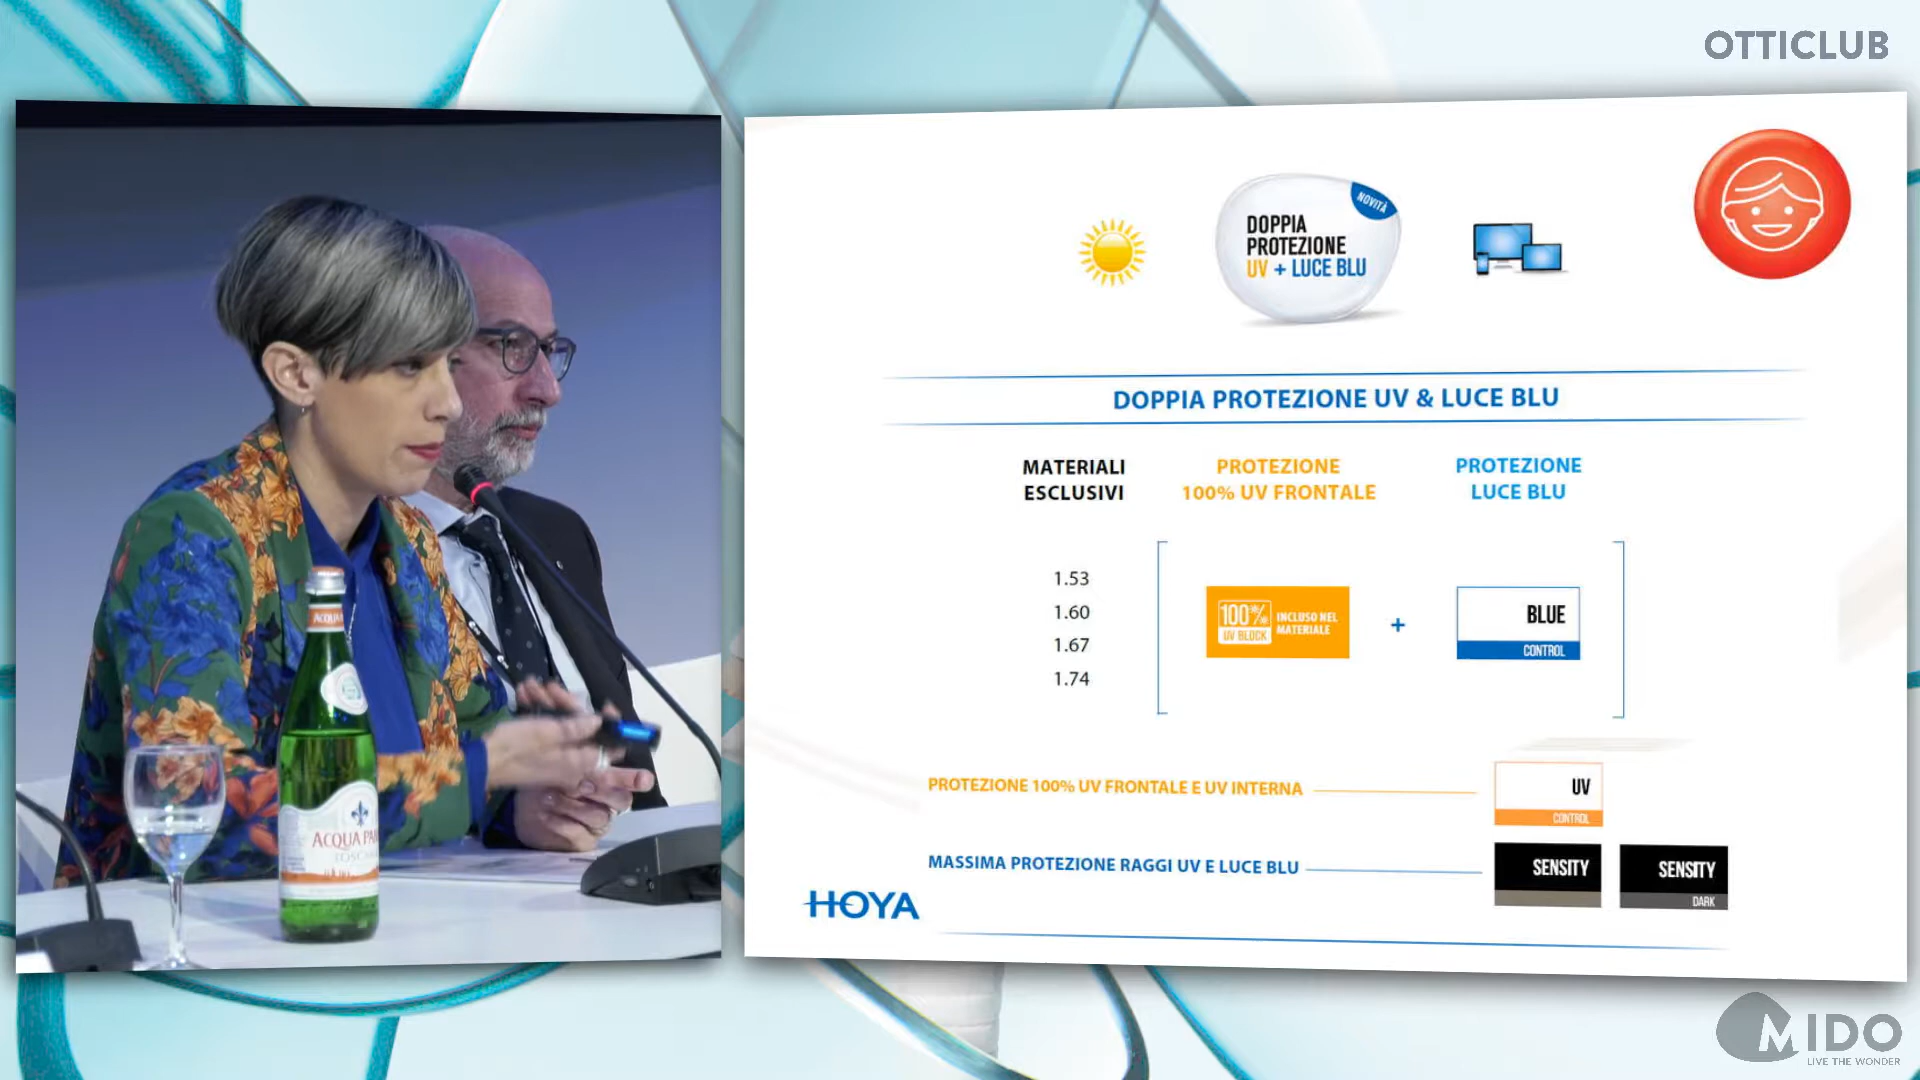 OTTICLUB
NOVITÀ
DOPPIA
PROTEZIONE
UV + LUCE BLU
DOPPIA PROTEZIONE UV & LUCE BLU
MATERIALI
ESCLUSIVI
PROTEZIONE
100% UV FRONTALE
PROTEZIONE
LUCE BLU
1.53
1.60
1.67
1.74
100%
UV BLOCK
INCLUSO NEL
MATERIALE
+
BLUE
CONTROL
PROTEZIONE 100% UV FRONTALE E UV INTERNA
UV
CONTROL
MASSIMA PROTEZIONE RAGGI UV E LUCE BLU
SENSITY
SENSITY
DARK
HOYA
ACQUA
ACQUA PA
TOSC
MIDO
LIVE THE WONDER